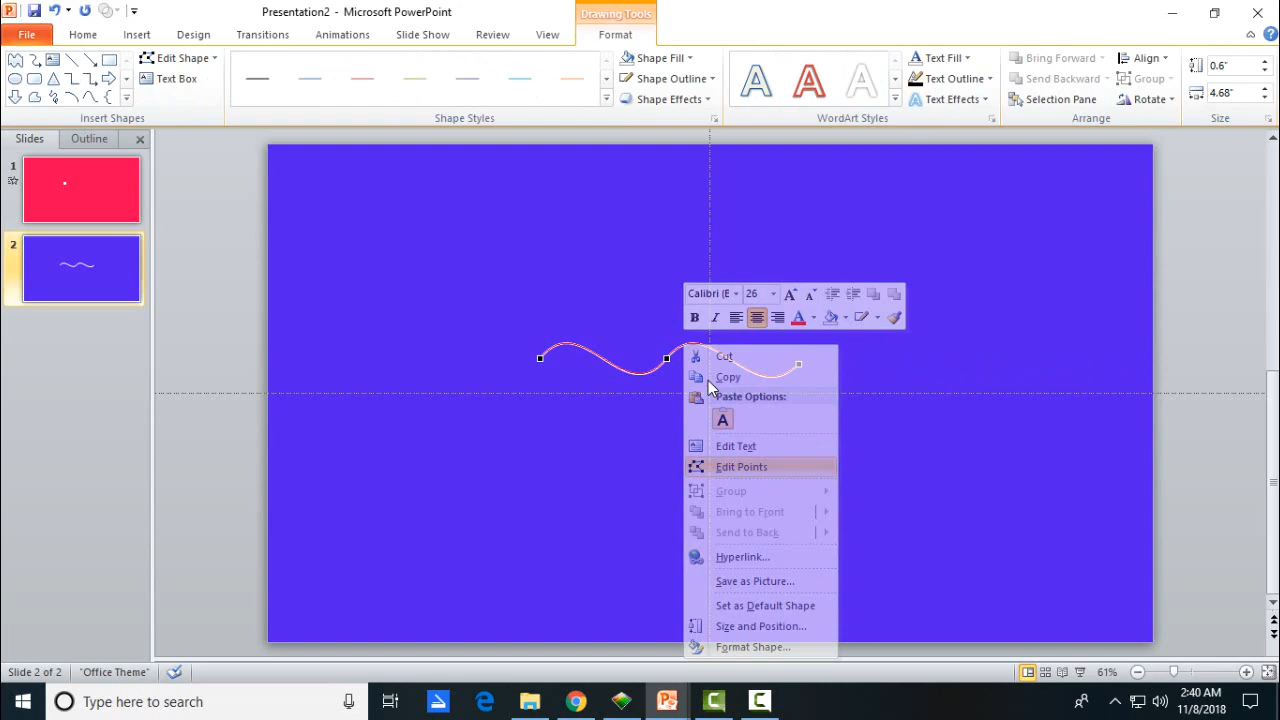 Presentation2 - Microsoft PowerPoint
Drawing Tools
File Home Insert Design Transitions Animations Slide Show Review View Format
Edit Shape
Text Box
Insert Shapes
Shape Fill
Shape Outline
Shape Effects
Shape Styles
A A A
Text Fill
Text Outline
Text Effects
WordArt Styles
Bring Forward
Send Backward
Selection Pane
Align
Group
Rotate
Arrange
0.6"
4.68"
Size
Slides Outline
1
2
Calibri (E 26 A A
B I A
Cut
Copy
Paste Options:
A
Edit Text
Edit Points
Group
Bring to Front
Send to Back
Hyperlink...
Save as Picture...
Set as Default Shape
Size and Position...
Format Shape...
Slide 2 of 2 "Office Theme" 61%
Type here to search
2:40 AM
11/8/2018